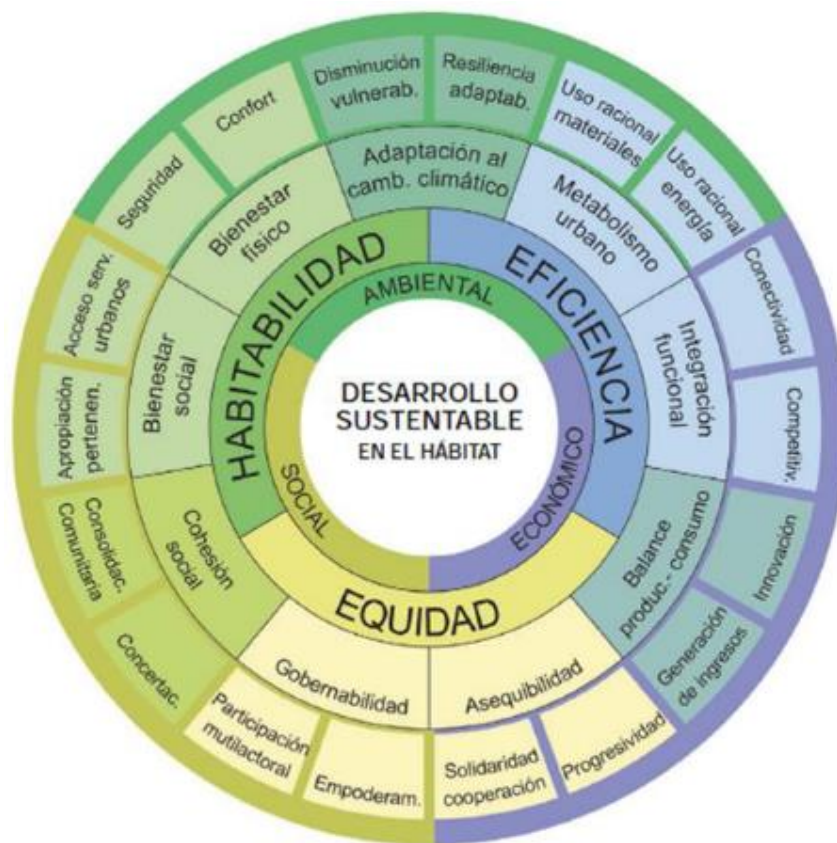 DESARROLLO
SUSTENTABLE
EN EL HÁBITAT
AMBIENTAL
ECONÓMICO
SOCIAL
HABITABILIDAD
EFICIENCIA
EQUIDAD
Adaptación al
camb. climático
Metabolismo
urbano
Integración
funcional
Balance
produc.- consumo
Asequibilidad
Gobernabilidad
Cohesión
social
Bienestar
social
Bienestar
físico
Disminución
vulnerab.
Resiliencia
adaptab.
Uso racional
materiales
Uso racional
energía
Conectividad
Competitiv.
Innovación
Generación
de ingresos
Progresividad
Solidaridad
cooperación
Empoderam.
Participación
mutilactoral
Concertac.
Consolidac.
Comunitaria
Apropiación
pertenen.
Acceso serv.
urbanos
Seguridad
Confort